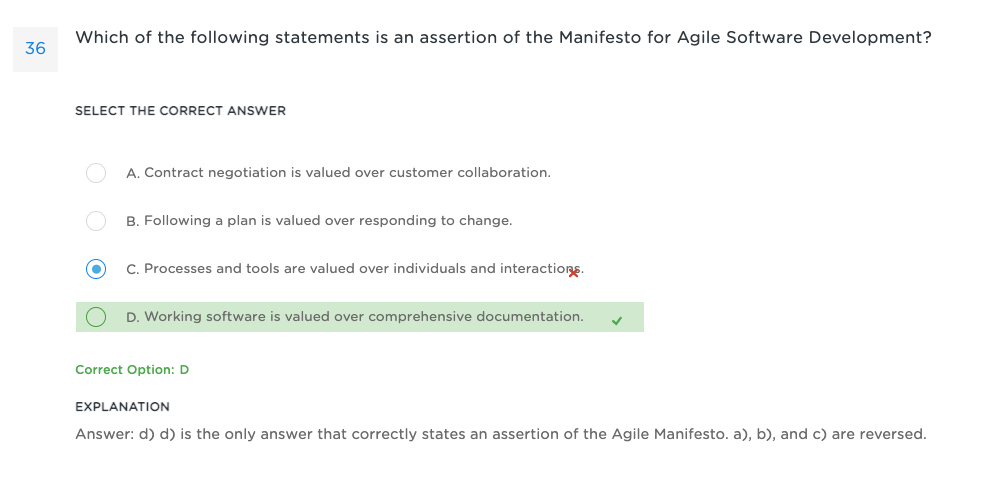 36
Which of the following statements is an assertion of the Manifesto for Agile Software Development?
SELECT THE CORRECT ANSWER
A. Contract negotiation is valued over customer collaboration.
B. Following a plan is valued over responding to change.
C. Processes and tools are valued over individuals and interactions.
D. Working software is valued over comprehensive documentation.
Correct Option: D
EXPLANATION
Answer: d) d) is the only answer that correctly states an assertion of the Agile Manifesto. a), b), and c) are reversed.